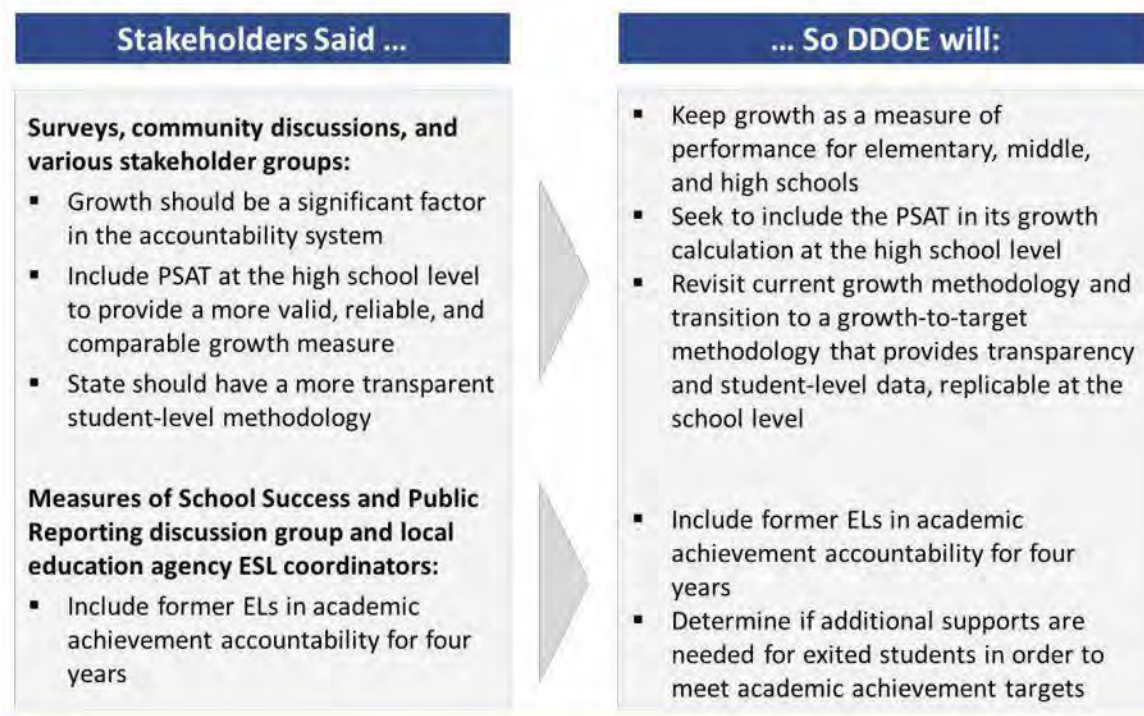 Stakeholders Said ...
Surveys, community discussions, and
various stakeholder groups:
▪ Growth should be a significant factor
in the accountability system
▪ Include PSAT at the high school level
to provide a more valid, reliable, and
comparable growth measure
▪ State should have a more transparent
student-level methodology
Measures of School Success and Public
Reporting discussion group and local
education agency ESL coordinators:
▪ Include former ELs in academic
achievement accountability for four
years
... So DDOE will:
▪ Keep growth as a measure of
performance for elementary, middle,
and high schools
▪ Seek to include the PSAT in its growth
calculation at the high school level
▪ Revisit current growth methodology and
transition to a growth-to-target
methodology that provides transparency
and student-level data, replicable at the
school level
▪ Include former ELs in academic
achievement accountability for four
years
▪ Determine if additional supports are
needed for exited students in order to
meet academic achievement targets